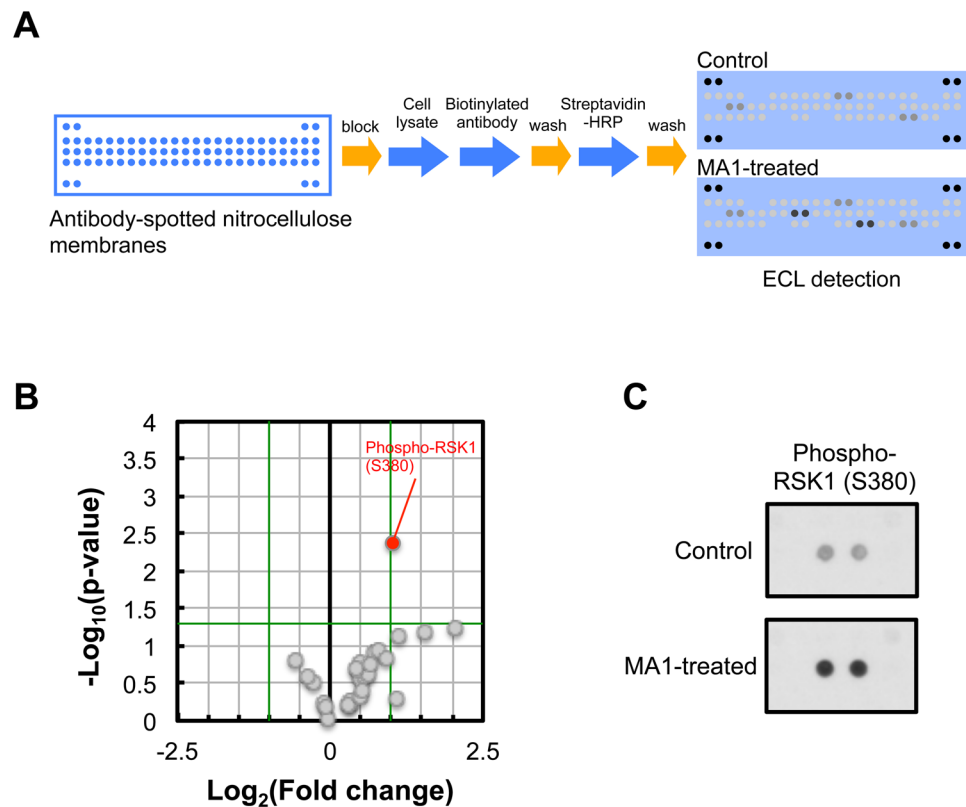 A
Control
block
Cell
lysate
Biotinylated
antibody
wash
Streptavidin
-HRP
wash
MA1-treated
Antibody-spotted nitrocellulose
membranes
ECL detection
B
4
3.5
3
2.5
2
1.5
1
0.5
0
-2.5
0
2.5
-Log10(p-value)
Log2(Fold change)
Phospho-RSK1
(S380)
C
Phospho-
RSK1 (S380)
Control
MA1-treated